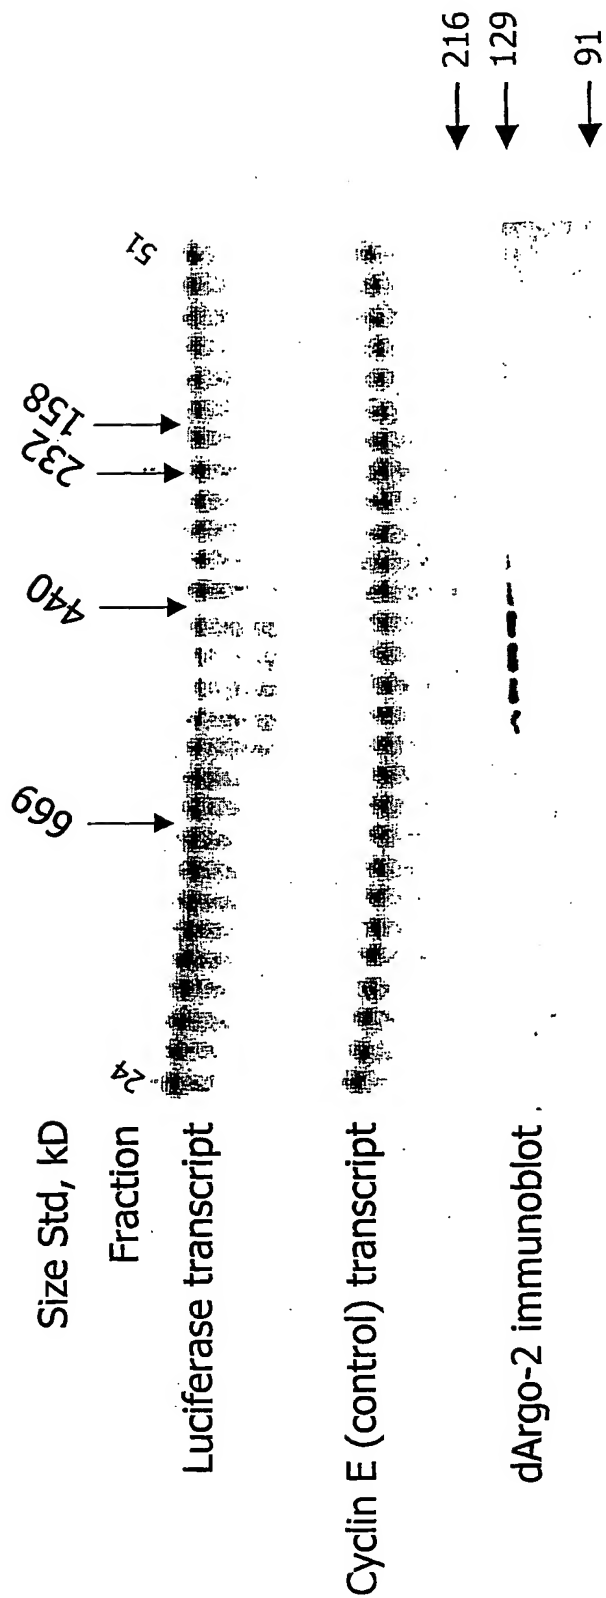 Size Std, kD
669
440
232
158
Fraction
24
51
Luciferase transcript
Cyclin E (control) transcript
dArgo-2 immunoblot
216
129
91